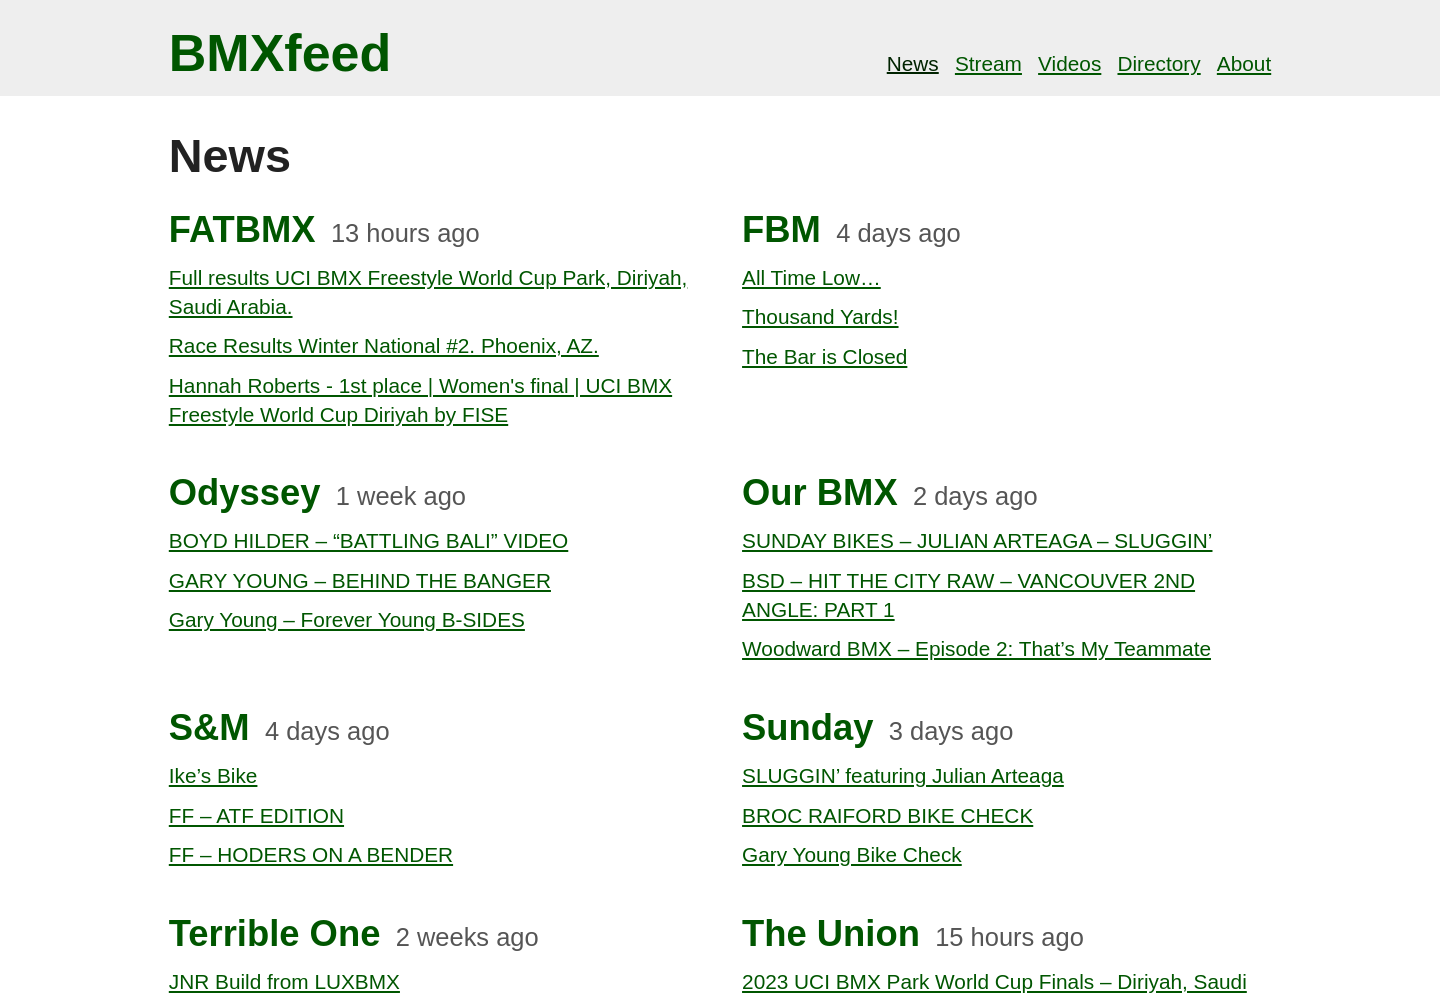 BMXfeed
News Stream Videos Directory About
News
FATBMX 13 hours ago
Full results UCI BMX Freestyle World Cup Park, Diriyah,
Saudi Arabia.
Race Results Winter National #2. Phoenix, AZ.
Hannah Roberts - 1st place | Women's final | UCI BMX
Freestyle World Cup Diriyah by FISE
FBM 4 days ago
All Time Low…
Thousand Yards!
The Bar is Closed
Odyssey 1 week ago
BOYD HILDER – “BATTLING BALI” VIDEO
GARY YOUNG – BEHIND THE BANGER
Gary Young – Forever Young B-SIDES
Our BMX 2 days ago
SUNDAY BIKES – JULIAN ARTEAGA – SLUGGIN’
BSD – HIT THE CITY RAW – VANCOUVER 2ND
ANGLE: PART 1
Woodward BMX – Episode 2: That’s My Teammate
S&M 4 days ago
Ike’s Bike
FF – ATF EDITION
FF – HODERS ON A BENDER
Sunday 3 days ago
SLUGGIN’ featuring Julian Arteaga
BROC RAIFORD BIKE CHECK
Gary Young Bike Check
Terrible One 2 weeks ago
JNR Build from LUXBMX
The Union 15 hours ago
2023 UCI BMX Park World Cup Finals – Diriyah, Saudi